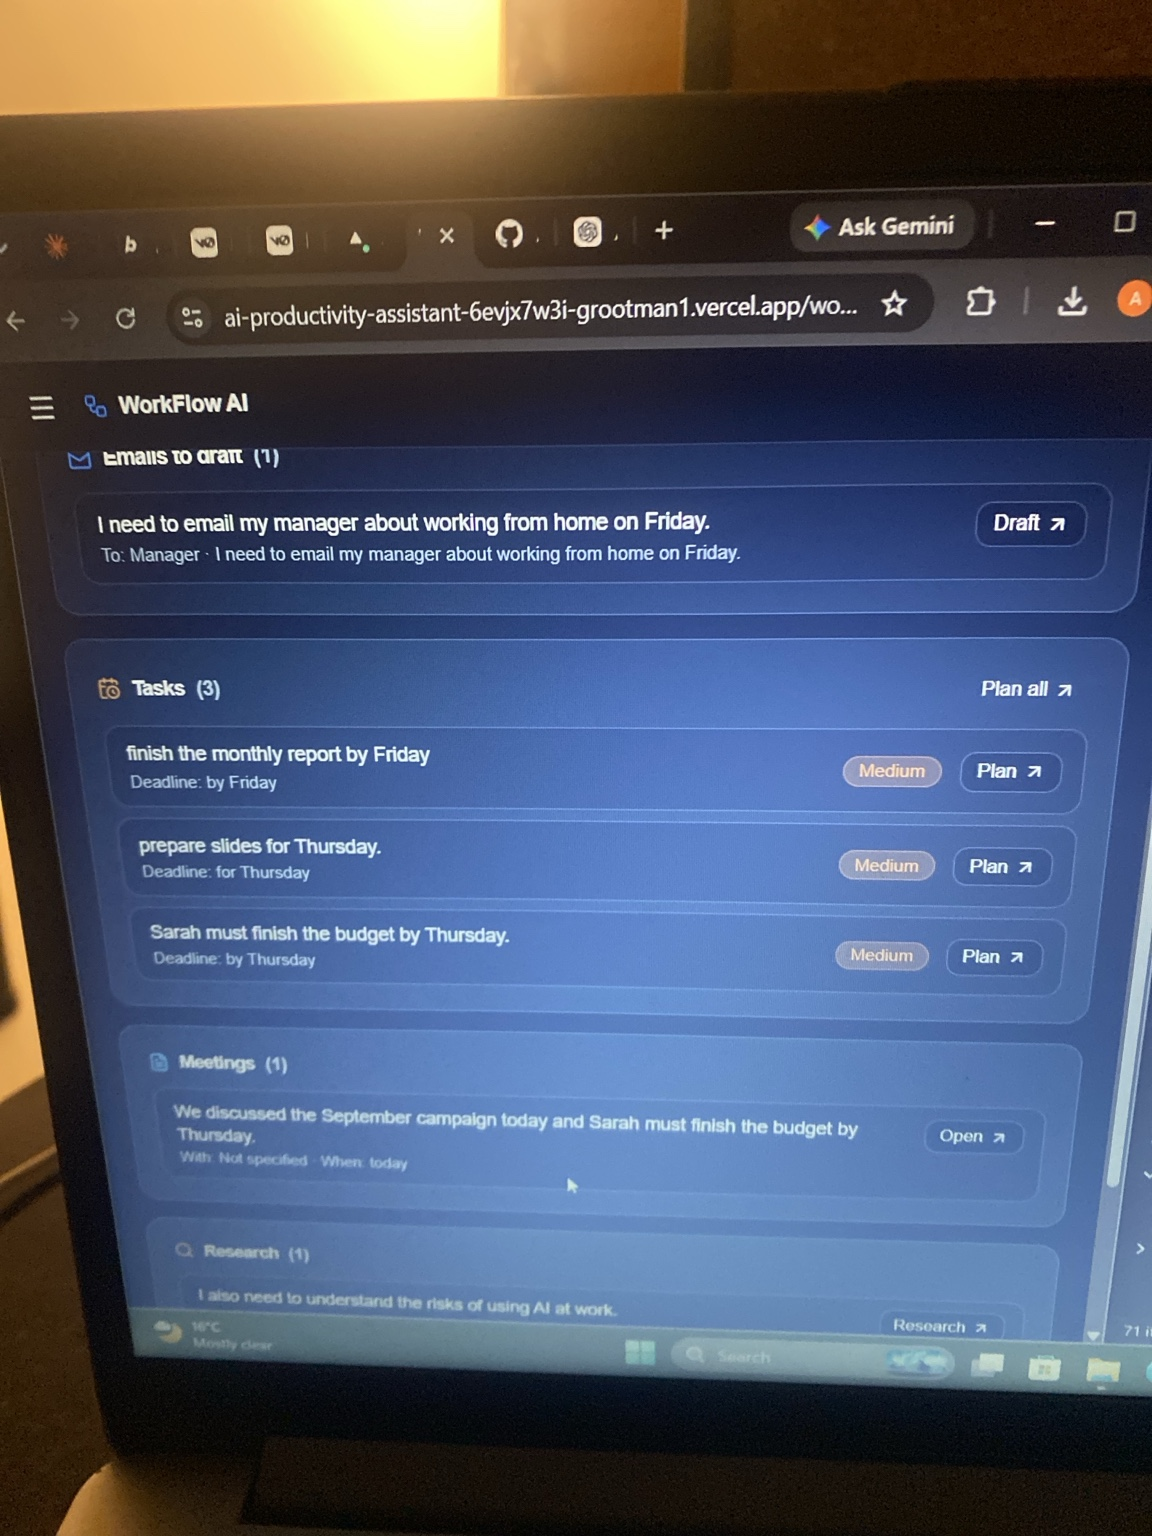 b
Ask Gemini
ai-productivity-assistant-6evjx7w3i-grootman1.vercel.app/wo...
A
WorkFlow AI
Emails to draft (1)
I need to email my manager about working from home on Friday.
To: Manager · I need to email my manager about working from home on Friday.
Draft
Tasks (3)
Plan all
finish the monthly report by Friday
Deadline: by Friday
Medium
Plan
prepare slides for Thursday.
Deadline: for Thursday
Medium
Plan
Sarah must finish the budget by Thursday.
Deadline: by Thursday
Medium
Plan
Meetings (1)
We discussed the September campaign today and Sarah must finish the budget by
Thursday.
With: Not specified · When: today
Open
Research (1)
I also need to understand the risks of using AI at work.
Research
16°C
Mostly clear
Search
71 i